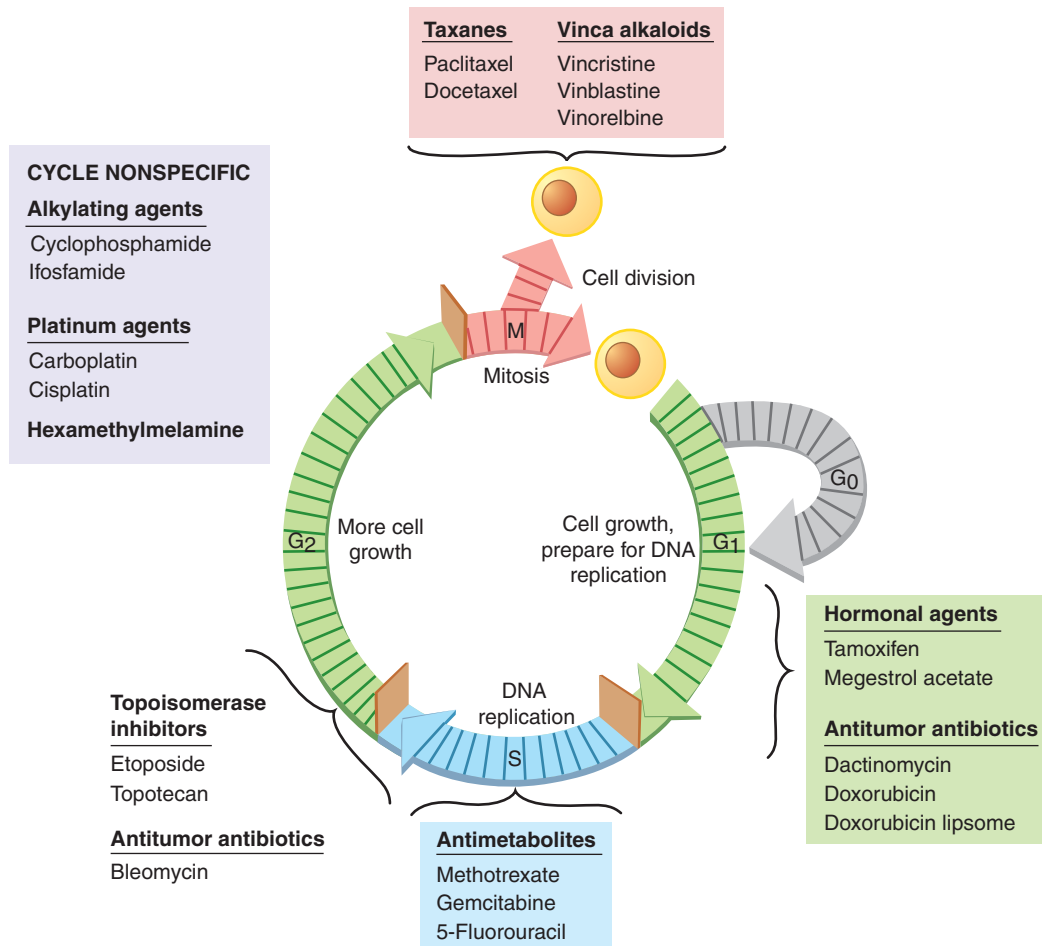 Taxanes
Paclitaxel
Docetaxel
Vinca alkaloids
Vincristine
Vinblastine
Vinorelbine
CYCLE NONSPECIFIC
Alkylating agents
Cyclophosphamide
Ifosfamide
Platinum agents
Carboplatin
Cisplatin
Hexamethylmelamine
Cell division
M
Mitosis
G0
G2
More cell
growth
Cell growth,
prepare for DNA
replication
G1
Hormonal agents
Tamoxifen
Megestrol acetate
Antitumor antibiotics
Dactinomycin
Doxorubicin
Doxorubicin lipsome
DNA
replication
S
Topoisomerase
inhibitors
Etoposide
Topotecan
Antitumor antibiotics
Bleomycin
Antimetabolites
Methotrexate
Gemcitabine
5-Fluorouracil